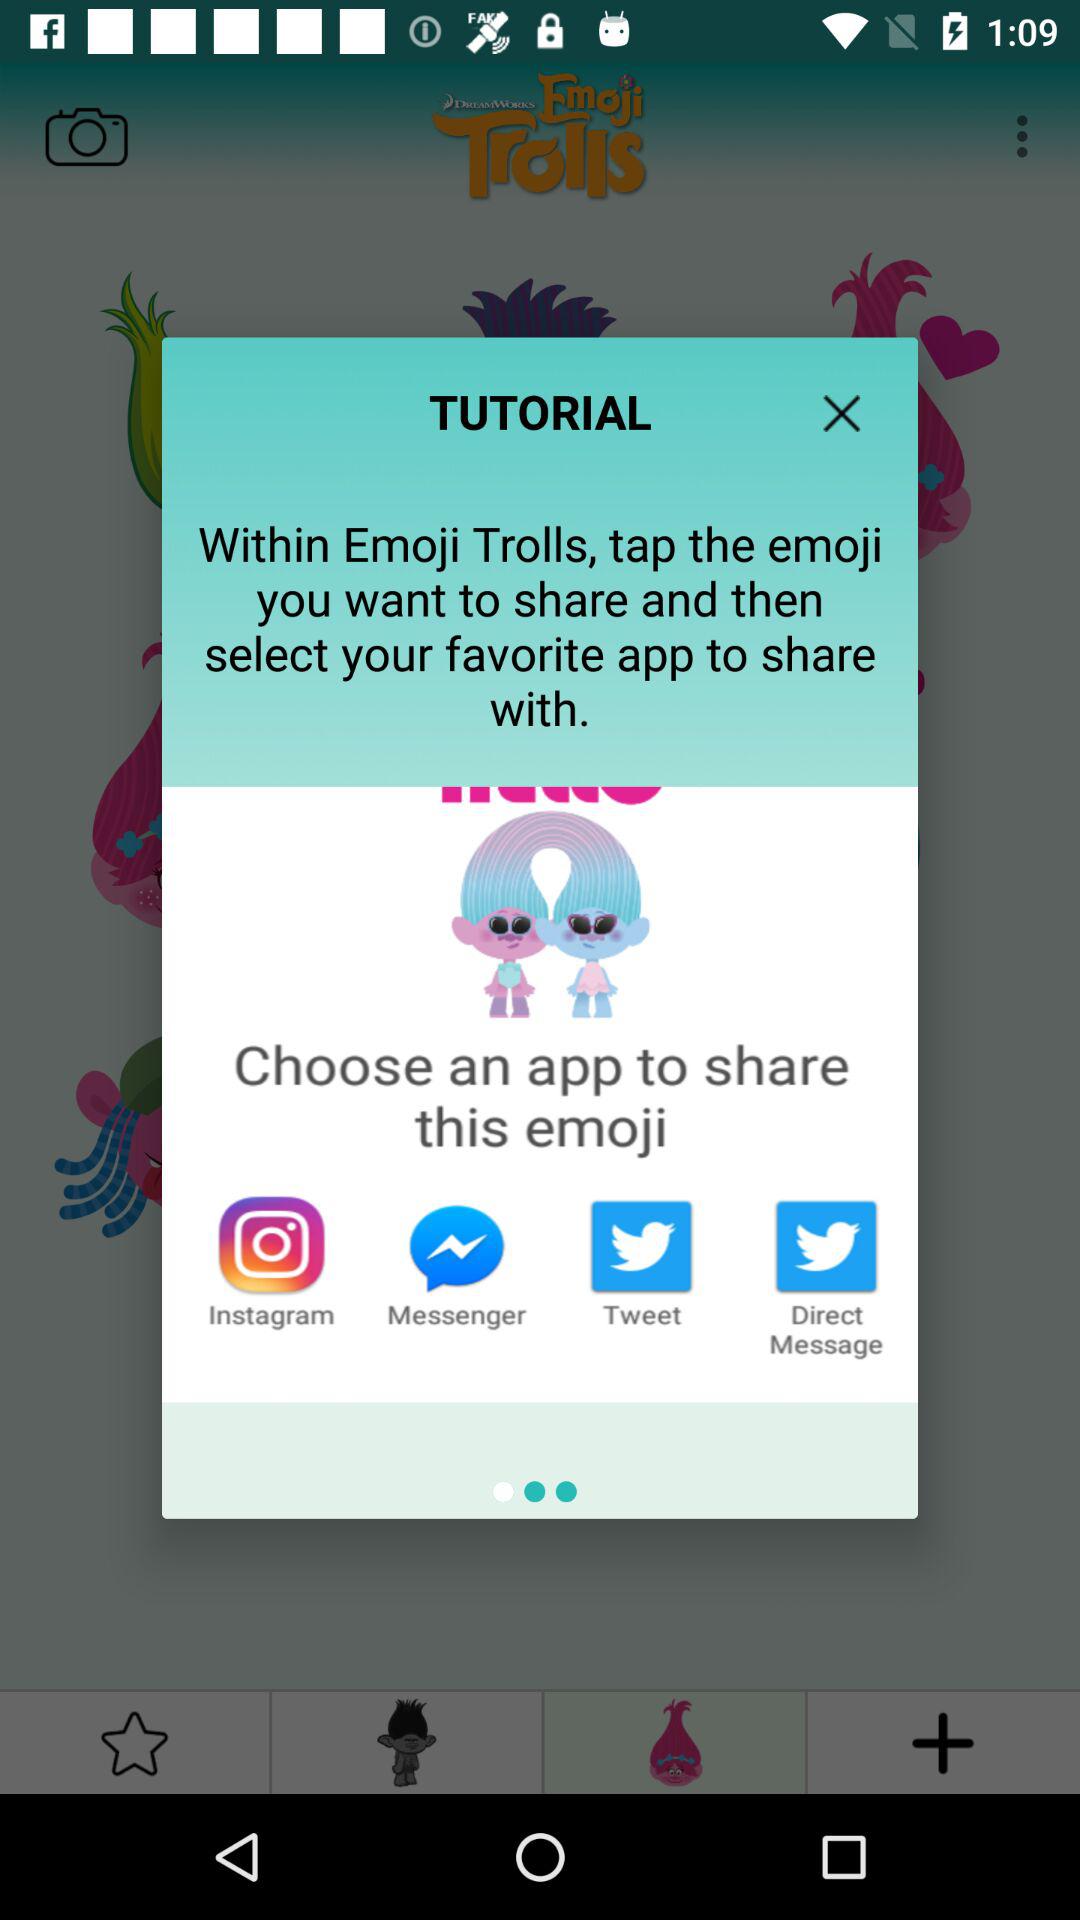 FAKE
1:09
DREAMWORKS
Emoji
Trolls
TUTORIAL
Within Emoji Trolls, tap the emoji
you want to share and then
select your favorite app to share
with.
Choose an app to share
this emoji
Instagram
Messenger
Tweet
Direct
Message